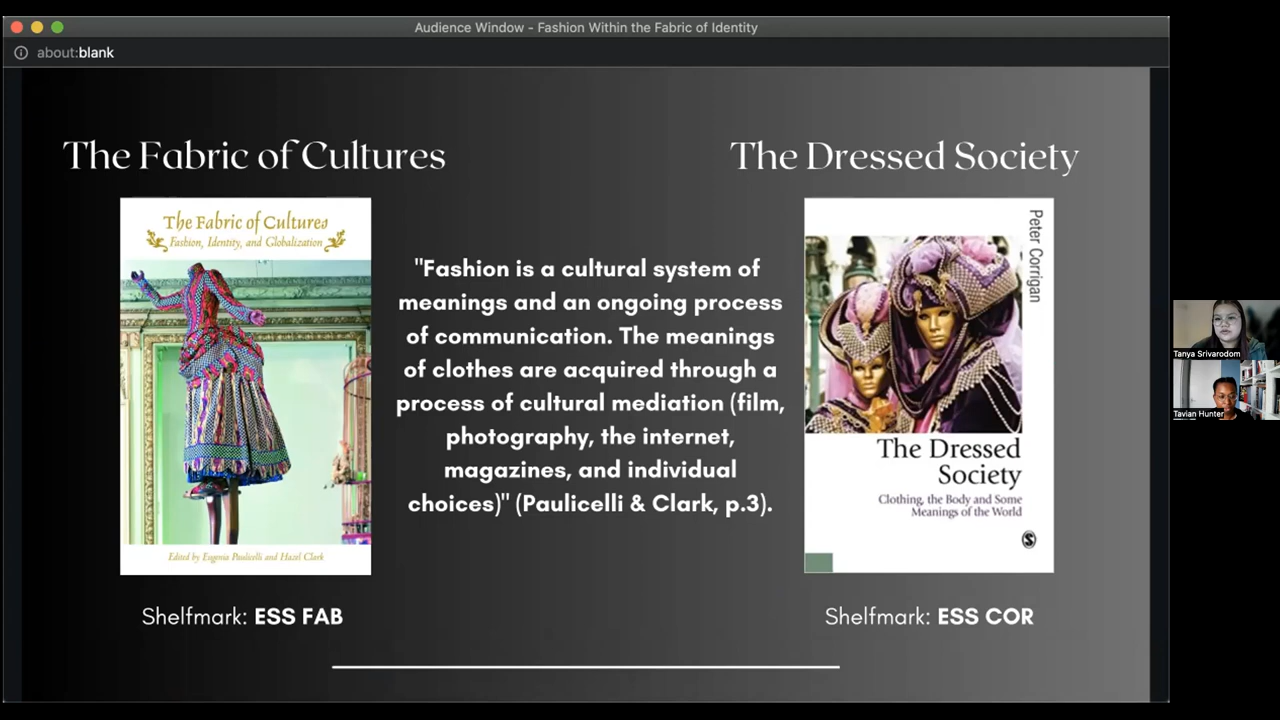 Audience Window - Fashion Within the Fabric of Identity
about:blank
The Fabric of Cultures
The Dressed Society
The Fabric of Cultures
Fashion, Identity, and Globalization
Edited by Eugenia Paulicelli and Hazel Clark
"Fashion is a cultural system of
meanings and an ongoing process
of communication. The meanings
of clothes are acquired through a
process of cultural mediation (film,
photography, the internet,
magazines, and individual
choices)" (Paulicelli & Clark, p.3).
Peter Corrigan
The Dressed
Society
Clothing, the Body and Some
Meanings of the World
S
Shelfmark: ESS FAB
Shelfmark: ESS COR
Tanya Srivarodom
Tavian Hunter